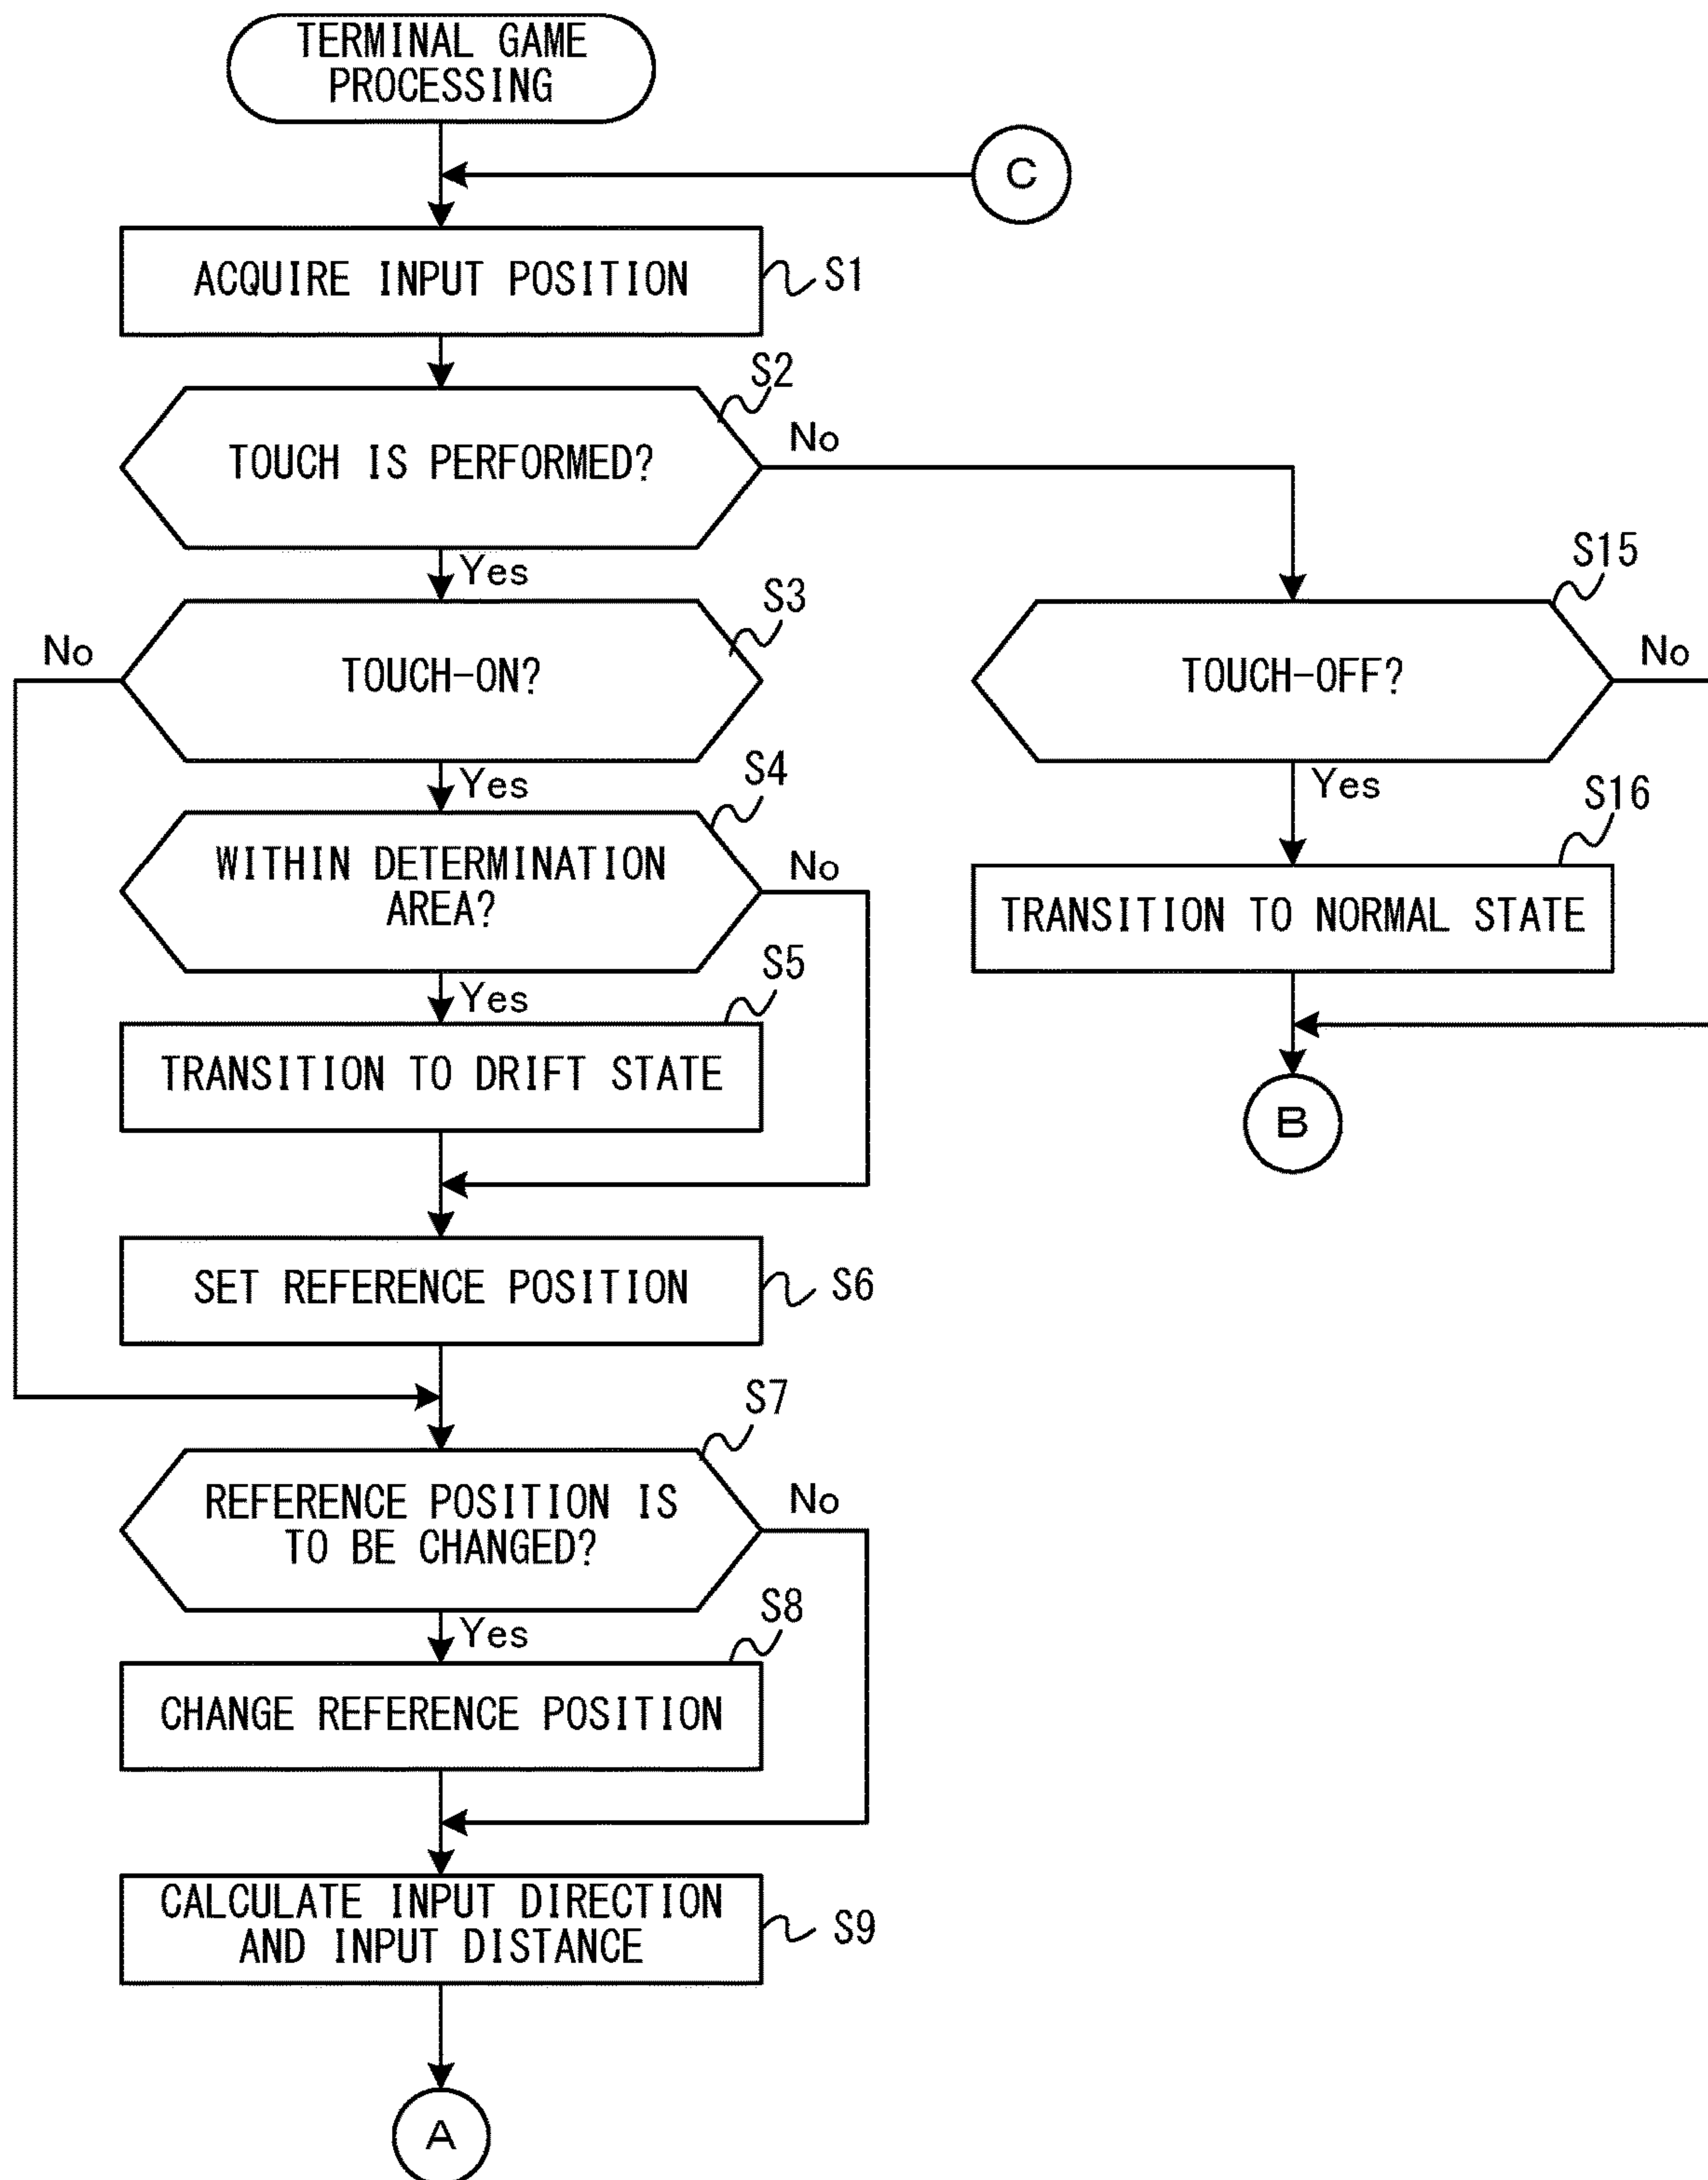 TERMINAL GAME
PROCESSING
C
ACQUIRE INPUT POSITION
S1
S2
TOUCH IS PERFORMED?
No
Yes
S3
No
TOUCH-ON?
Yes
S15
TOUCH-OFF?
No
Yes
S4
WITHIN DETERMINATION
AREA?
No
Yes
S16
TRANSITION TO NORMAL STATE
S5
TRANSITION TO DRIFT STATE
B
SET REFERENCE POSITION
S6
S7
REFERENCE POSITION IS
TO BE CHANGED?
No
Yes
S8
CHANGE REFERENCE POSITION
CALCULATE INPUT DIRECTION
AND INPUT DISTANCE
S9
A